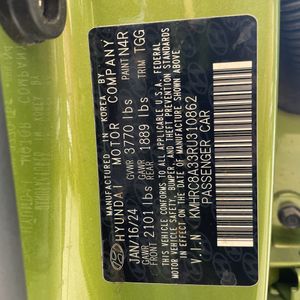 MANUFACTURED IN KOREA BY
HYUNDAI MOTOR COMPANY
JAN/16/24 GVWR 3770 lbs PAINT N4R
GAWR FRONT 2101 lbs GAWR REAR 1889 lbs TRIM TGG
THIS VEHICLE CONFORMS TO ALL APPLICABLE U.S.A. FEDERAL
MOTOR VEHICLE SAFETY, BUMPER, AND THEFT PREVENTION
STANDARDS IN EFFECT ON THE DATE OF MANUFACTURE SHOWN ABOVE.
V.I.N KMHRC8A33RU310862
PASSENGER CAR